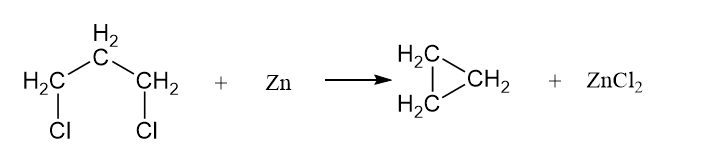 H2
C
H2C CH2 + Zn H2C CH2 + ZnCl2
H2C
Cl Cl